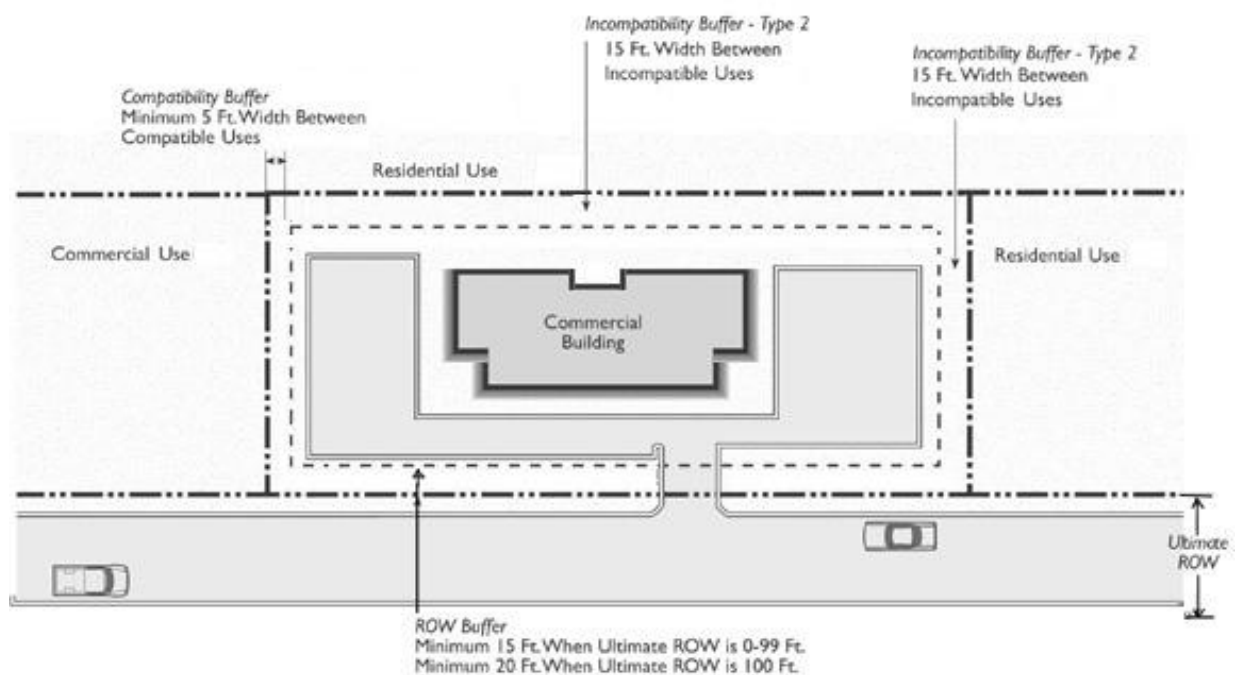 Incompatibility Buffer - Type 2
15 Ft. Width Between
Incompatible Uses
Incompatibility Buffer - Type 2
15 Ft. Width Between
Incompatible Uses
Compatibility Buffer
Minimum 5 Ft. Width Between
Compatible Uses
Residential Use
Commercial Use
Residential Use
Commercial
Building
Ultimate
ROW
ROW Buffer
Minimum 15 Ft. When Ultimate ROW is 0-99 Ft.
Minimum 20 Ft. When Ultimate ROW is 100 Ft.